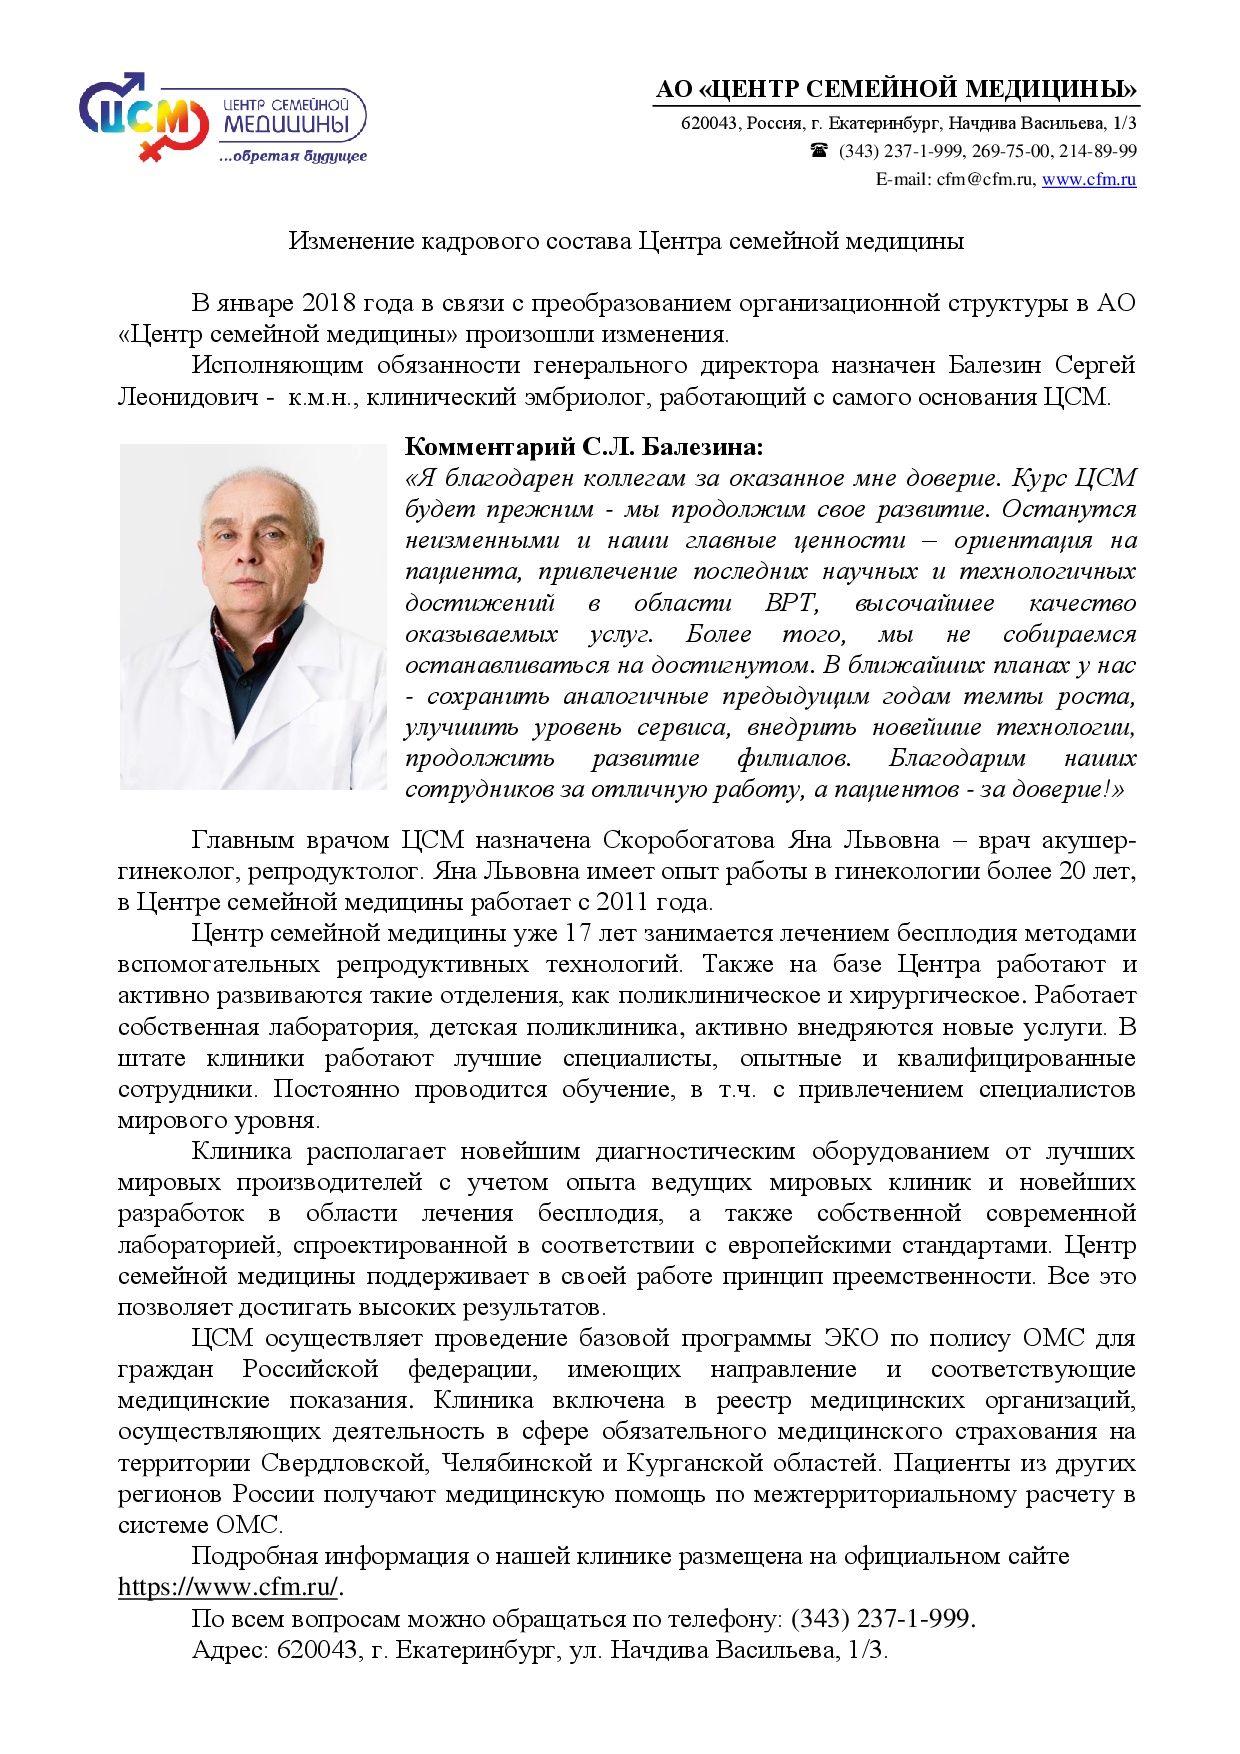 ЦСМ
ЦЕНТР СЕМЕЙНОЙ
МЕДИЦИНЫ
...обретая будущее
АО «ЦЕНТР СЕМЕЙНОЙ МЕДИЦИНЫ»
620043, Россия, г. Екатеринбург, Начдива Васильева, 1/3
☎ (343) 237-1-999, 269-75-00, 214-89-99
E-mail: cfm@cfm.ru, www.cfm.ru
Изменение кадрового состава Центра семейной медицины
В январе 2018 года в связи с преобразованием организационной структуры в АО
«Центр семейной медицины» произошли изменения.
Исполняющим обязанности генерального директора назначен Балезин Сергей
Леонидович - к.м.н., клинический эмбриолог, работающий с самого основания ЦСМ.
Комментарий С.Л. Балезина:
«Я благодарен коллегам за оказанное мне доверие. Курс ЦСМ
будет прежним - мы продолжим свое развитие. Останутся
неизменными и наши главные ценности – ориентация на
пациента, привлечение последних научных и технологичных
достижений в области ВРТ, высочайшее качество
оказываемых услуг. Более того, мы не собираемся
останавливаться на достигнутом. В ближайших планах у нас
- сохранить аналогичные предыдущим годам темпы роста,
улучшить уровень сервиса, внедрить новейшие технологии,
продолжить развитие филиалов. Благодарим наших
сотрудников за отличную работу, а пациентов - за доверие!»
Главным врачом ЦСМ назначена Скоробогатова Яна Львовна – врач акушер-
гинеколог, репродуктолог. Яна Львовна имеет опыт работы в гинекологии более 20 лет,
в Центре семейной медицины работает с 2011 года.
Центр семейной медицины уже 17 лет занимается лечением бесплодия методами
вспомогательных репродуктивных технологий. Также на базе Центра работают и
активно развиваются такие отделения, как поликлиническое и хирургическое. Работает
собственная лаборатория, детская поликлиника, активно внедряются новые услуги. В
штате клиники работают лучшие специалисты, опытные и квалифицированные
сотрудники. Постоянно проводится обучение, в т.ч. с привлечением специалистов
мирового уровня.
Клиника располагает новейшим диагностическим оборудованием от лучших
мировых производителей с учетом опыта ведущих мировых клиник и новейших
разработок в области лечения бесплодия, а также собственной современной
лабораторией, спроектированной в соответствии с европейскими стандартами. Центр
семейной медицины поддерживает в своей работе принцип преемственности. Все это
позволяет достигать высоких результатов.
ЦСМ осуществляет проведение базовой программы ЭКО по полису ОМС для
граждан Российской федерации, имеющих направление и соответствующие
медицинские показания. Клиника включена в реестр медицинских организаций,
осуществляющих деятельность в сфере обязательного медицинского страхования на
территории Свердловской, Челябинской и Курганской областей. Пациенты из других
регионов России получают медицинскую помощь по межтерриториальному расчету в
системе ОМС.
Подробная информация о нашей клинике размещена на официальном сайте
https://www.cfm.ru/.
По всем вопросам можно обращаться по телефону: (343) 237-1-999.
Адрес: 620043, г. Екатеринбург, ул. Начдива Васильева, 1/3.